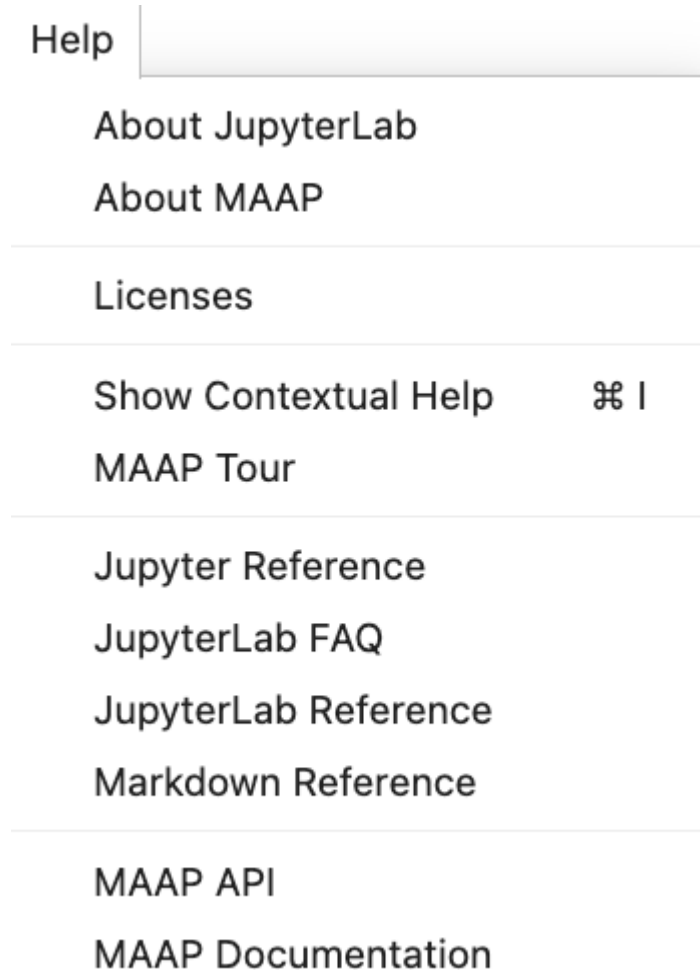 Help
About JupyterLab
About MAAP
Licenses
Show Contextual Help ⌘ I
MAAP Tour
Jupyter Reference
JupyterLab FAQ
JupyterLab Reference
Markdown Reference
MAAP API
MAAP Documentation